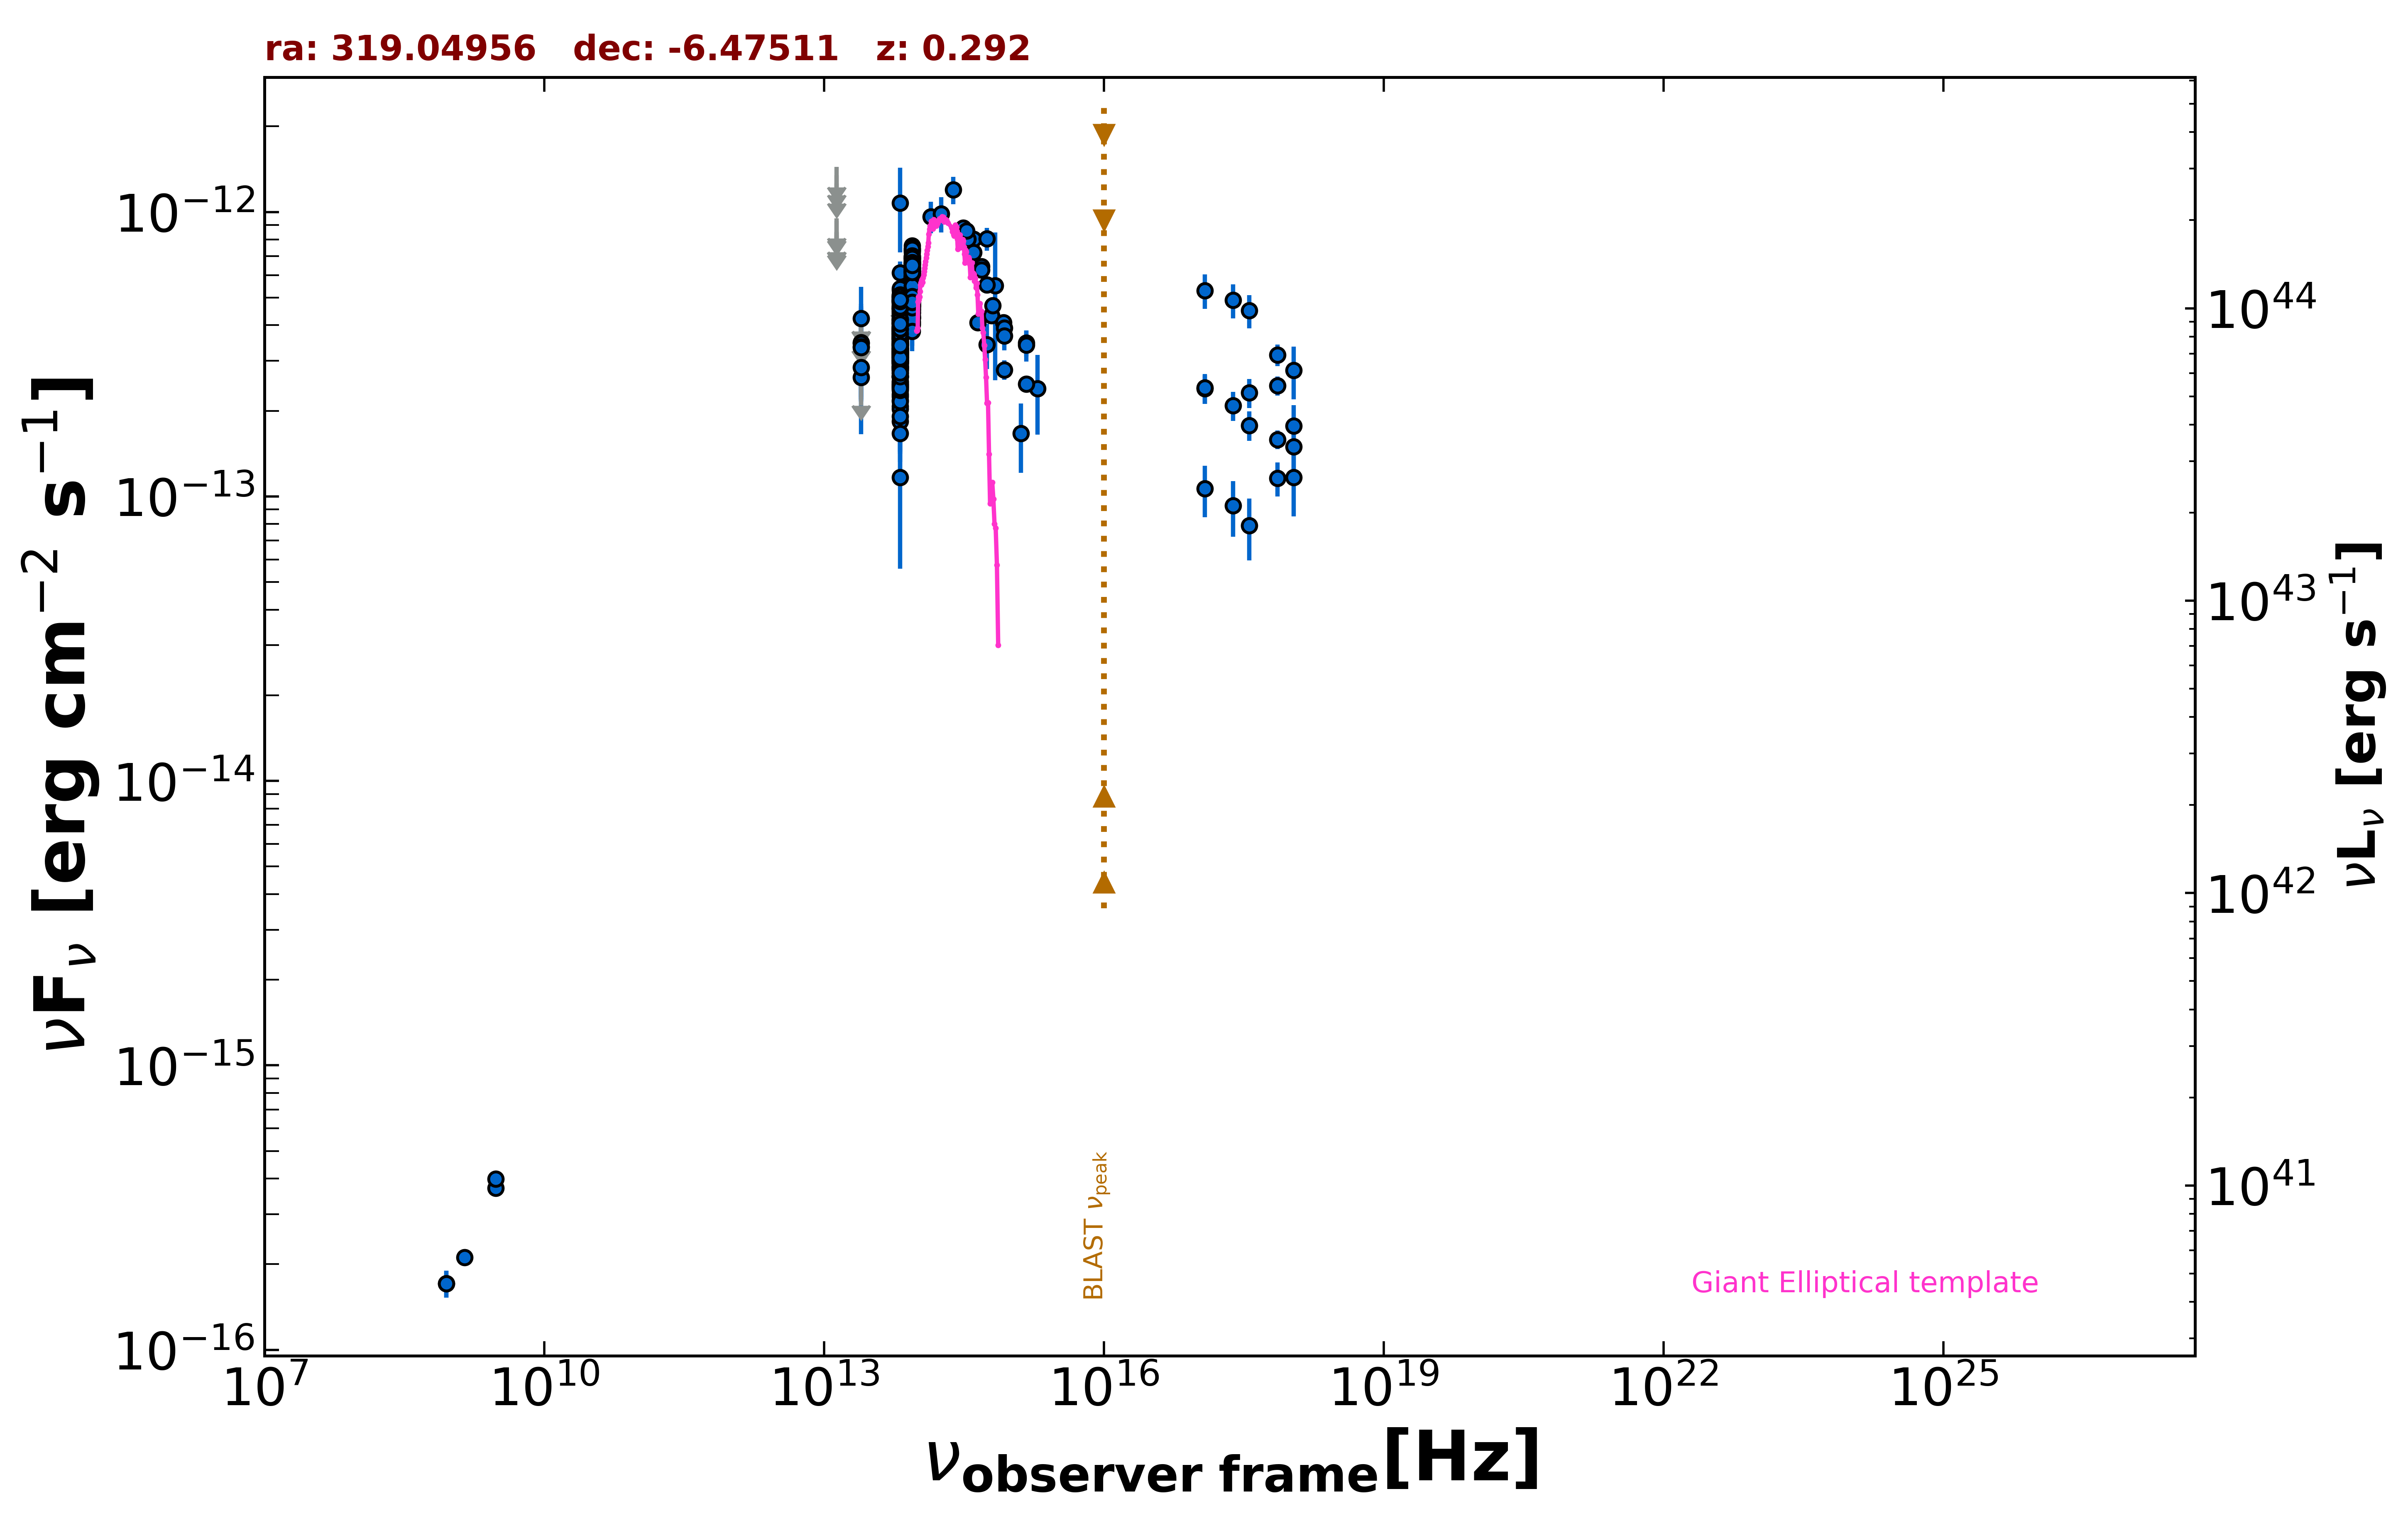 ra: 319.04956   dec: -6.47511   z: 0.292
νFν [erg cm−2 s−1]
10−12
10−13
10−14
10−15
10−16
1044
1043
1042
1041
νLν [erg s−1]
BLAST νpeak
Giant Elliptical template
107
1010
1013
1016
1019
1022
1025
νobserver frame[Hz]